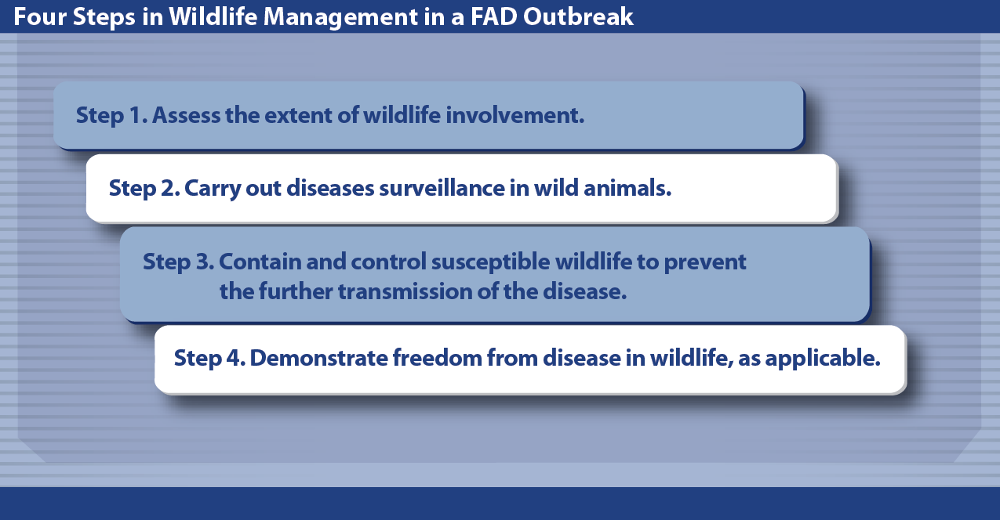 Four Steps in Wildlife Management in a FAD Outbreak
Step 1. Assess the extent of wildlife involvement.
Step 2. Carry out diseases surveillance in wild animals.
Step 3. Contain and control susceptible wildlife to prevent
the further transmission of the disease.
Step 4. Demonstrate freedom from disease in wildlife, as applicable.